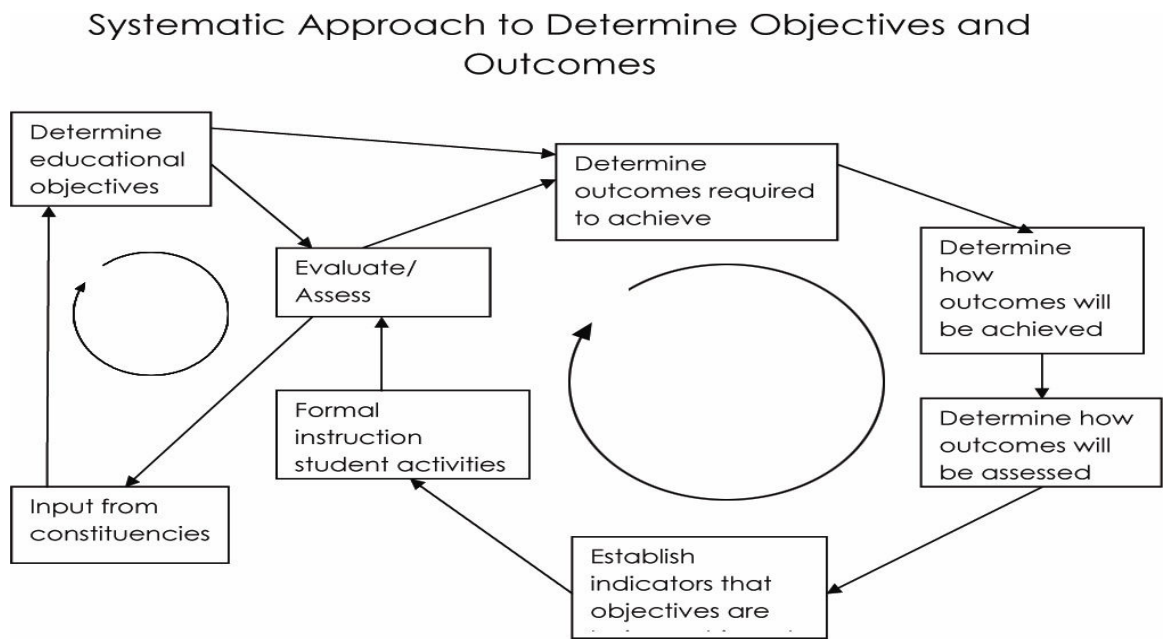 Systematic Approach to Determine Objectives and
Outcomes
Determine
educational
objectives
Determine
outcomes required
to achieve
Evaluate/
Assess
Determine
how
outcomes will
be achieved
Formal
instruction
student activities
Determine how
outcomes will
be assessed
Input from
constituencies
Establish
indicators that
objectives are